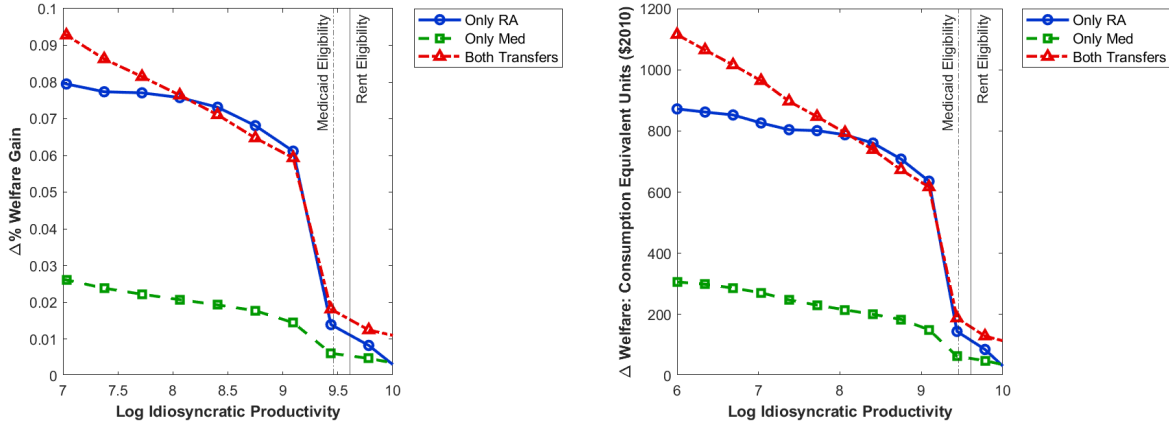 0.1
0.09
0.08
0.07
0.06
0.05
0.04
0.03
0.02
0.01
0
Δ% Welfare Gain
7
7.5
8
8.5
9
9.5
10
Log Idiosyncratic Productivity
Medicaid Eligibility
Rent Eligibility
Only RA
Only Med
Both Transfers
1200
1000
800
600
400
200
0
Δ Welfare: Consumption Equivalent Units ($2010)
6
7
8
9
10
Log Idiosyncratic Productivity
Medicaid Eligibility
Rent Eligibility
Only RA
Only Med
Both Transfers